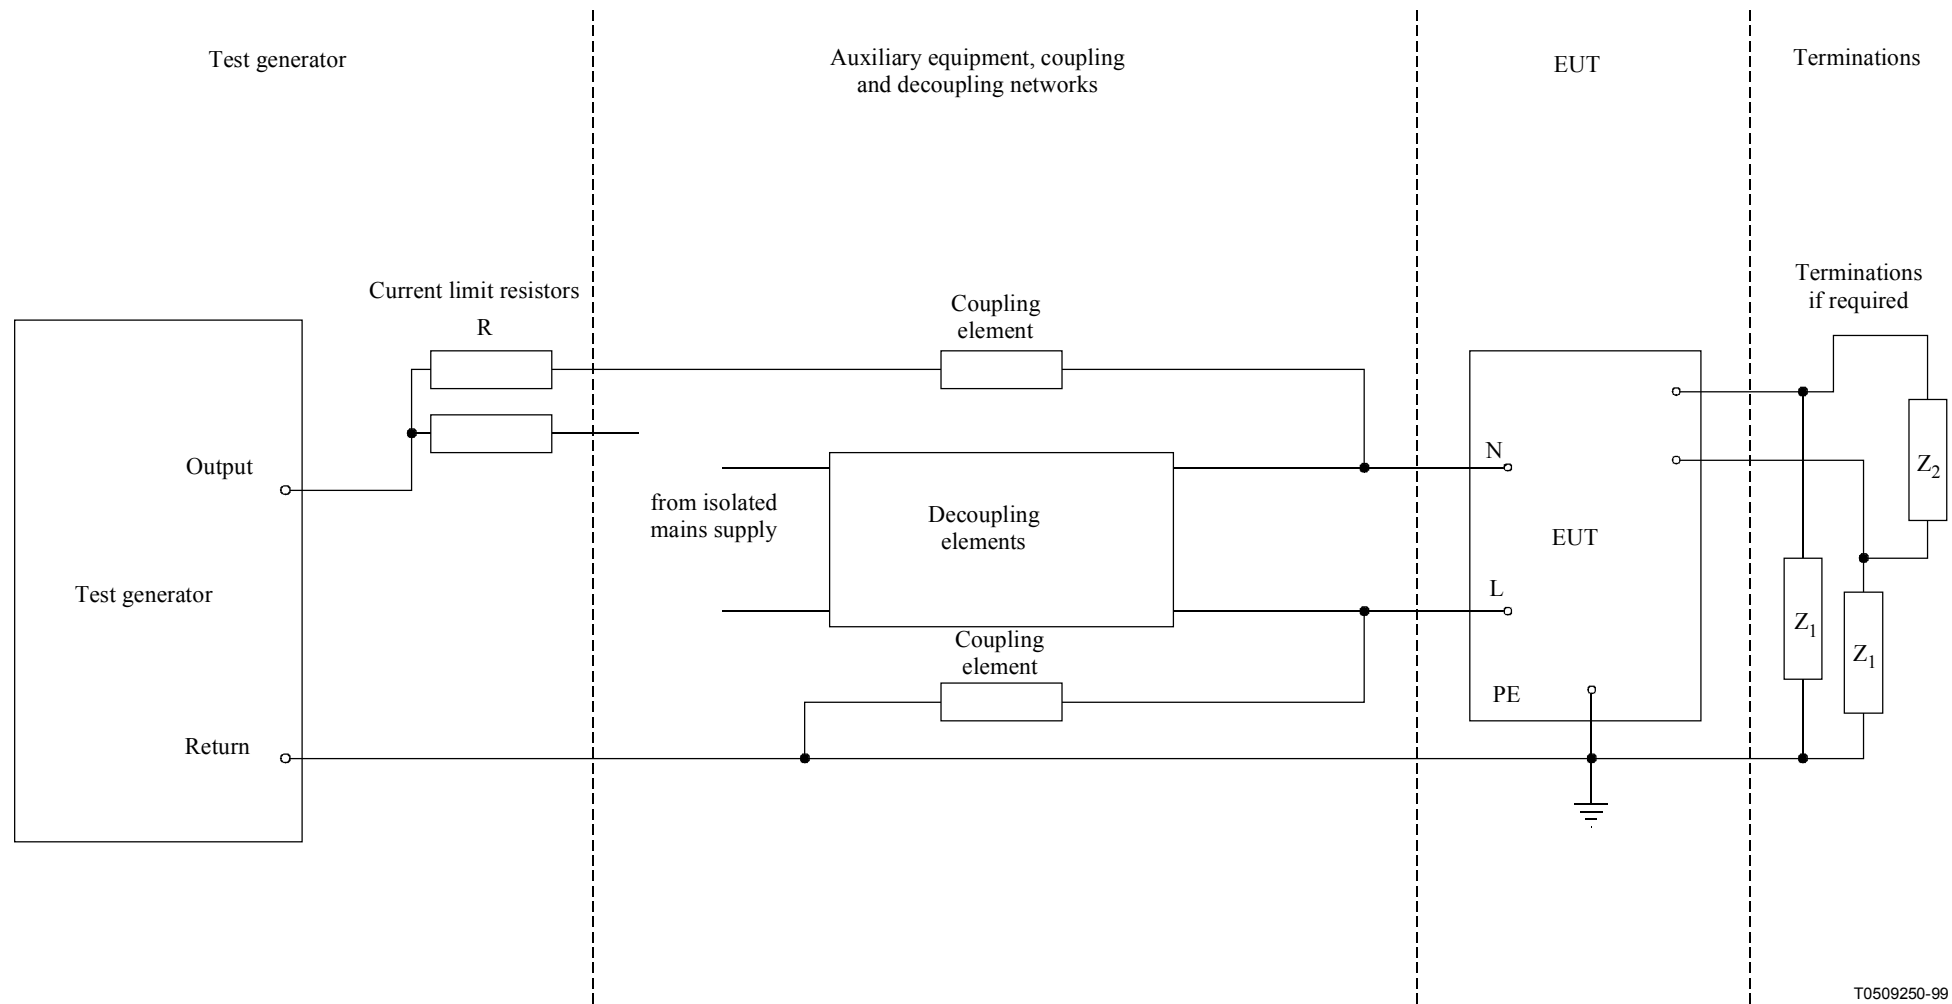 Test generator
Auxiliary equipment, coupling
and decoupling networks
EUT
Terminations
Terminations
if required
Current limit resistors
R
Coupling
element
N
Z2
Output
from isolated
mains supply
Decoupling
elements
EUT
L
Test generator
Z1
Z1
Coupling
element
PE
Return
T0509250-99